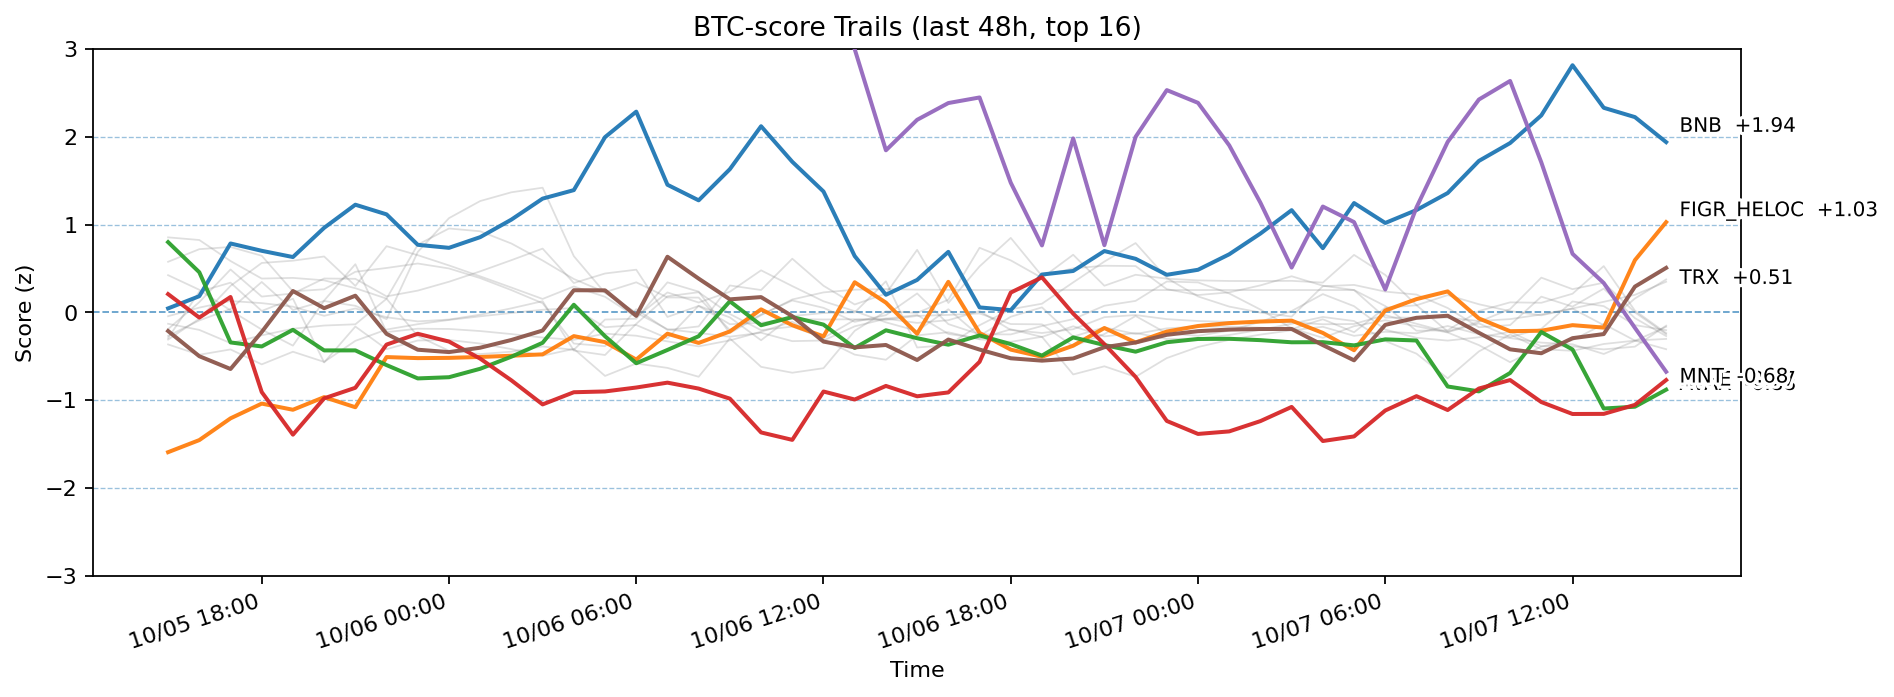 BTC-score Trails (last 48h, top 16)
3
2
1
0
−1
−2
−3
Score (z)
BNB +1.94
FIGR_HELOC +1.03
TRX +0.51
MNT -0.68
10/05 18:00
10/06 00:00
10/06 06:00
10/06 12:00
10/06 18:00
10/07 00:00
10/07 06:00
10/07 12:00
Time